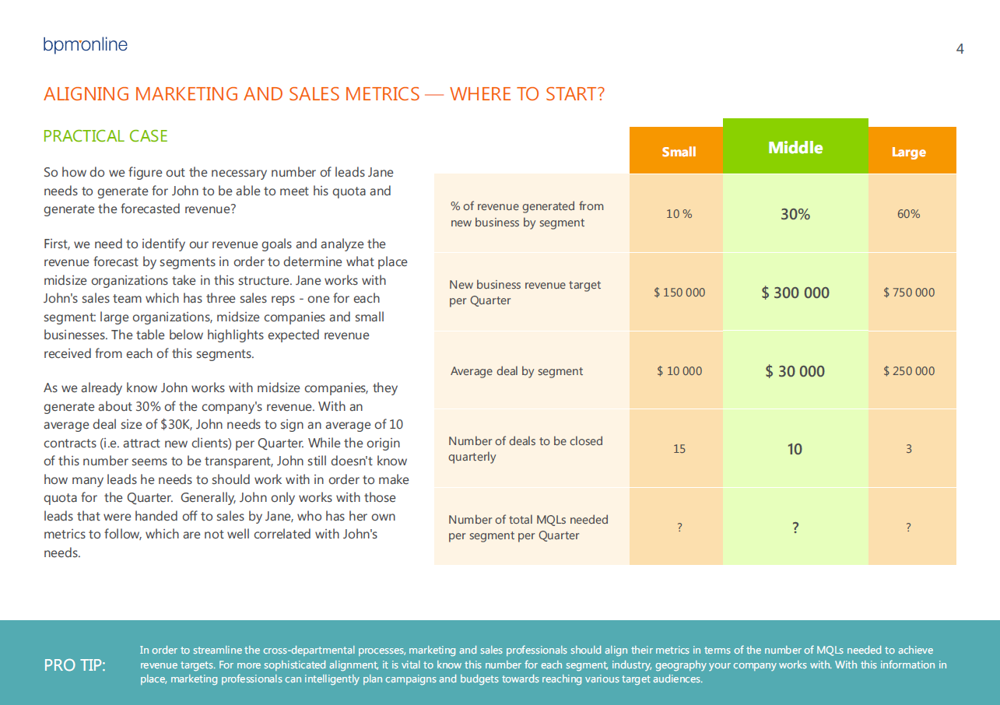 bpmonline
4
ALIGNING MARKETING AND SALES METRICS — WHERE TO START?
PRACTICAL CASE
So how do we figure out the necessary number of leads Jane
needs to generate for John to be able to meet his quota and
generate the forecasted revenue?
First, we need to identify our revenue goals and analyze the
revenue forecast by segments in order to determine what place
midsize organizations take in this structure. Jane works with
John's sales team which has three sales reps - one for each
segment: large organizations, midsize companies and small
businesses. The table below highlights expected revenue
received from each of this segments.
As we already know John works with midsize companies, they
generate about 30% of the company's revenue. With an
average deal size of $30K, John needs to sign an average of 10
contracts (i.e. attract new clients) per Quarter. While the origin
of this number seems to be transparent, John still doesn't know
how many leads he needs to should work with in order to make
quota for  the Quarter.  Generally, John only works with those
leads that were handed off to sales by Jane, who has her own
metrics to follow, which are not well correlated with John's
needs.
Small Middle Large
% of revenue generated from
new business by segment
10 % 30% 60%
New business revenue target
per Quarter
$ 150 000 $ 300 000 $ 750 000
Average deal by segment
$ 10 000 $ 30 000 $ 250 000
Number of deals to be closed
quarterly
15 10 3
Number of total MQLs needed
per segment per Quarter
? ? ?
PRO TIP:
In order to streamline the cross-departmental processes, marketing and sales professionals should align their metrics in terms of the number of MQLs needed to achieve
revenue targets. For more sophisticated alignment, it is vital to know this number for each segment, industry, geography your company works with. With this information in
place, marketing professionals can intelligently plan campaigns and budgets towards reaching various target audiences.